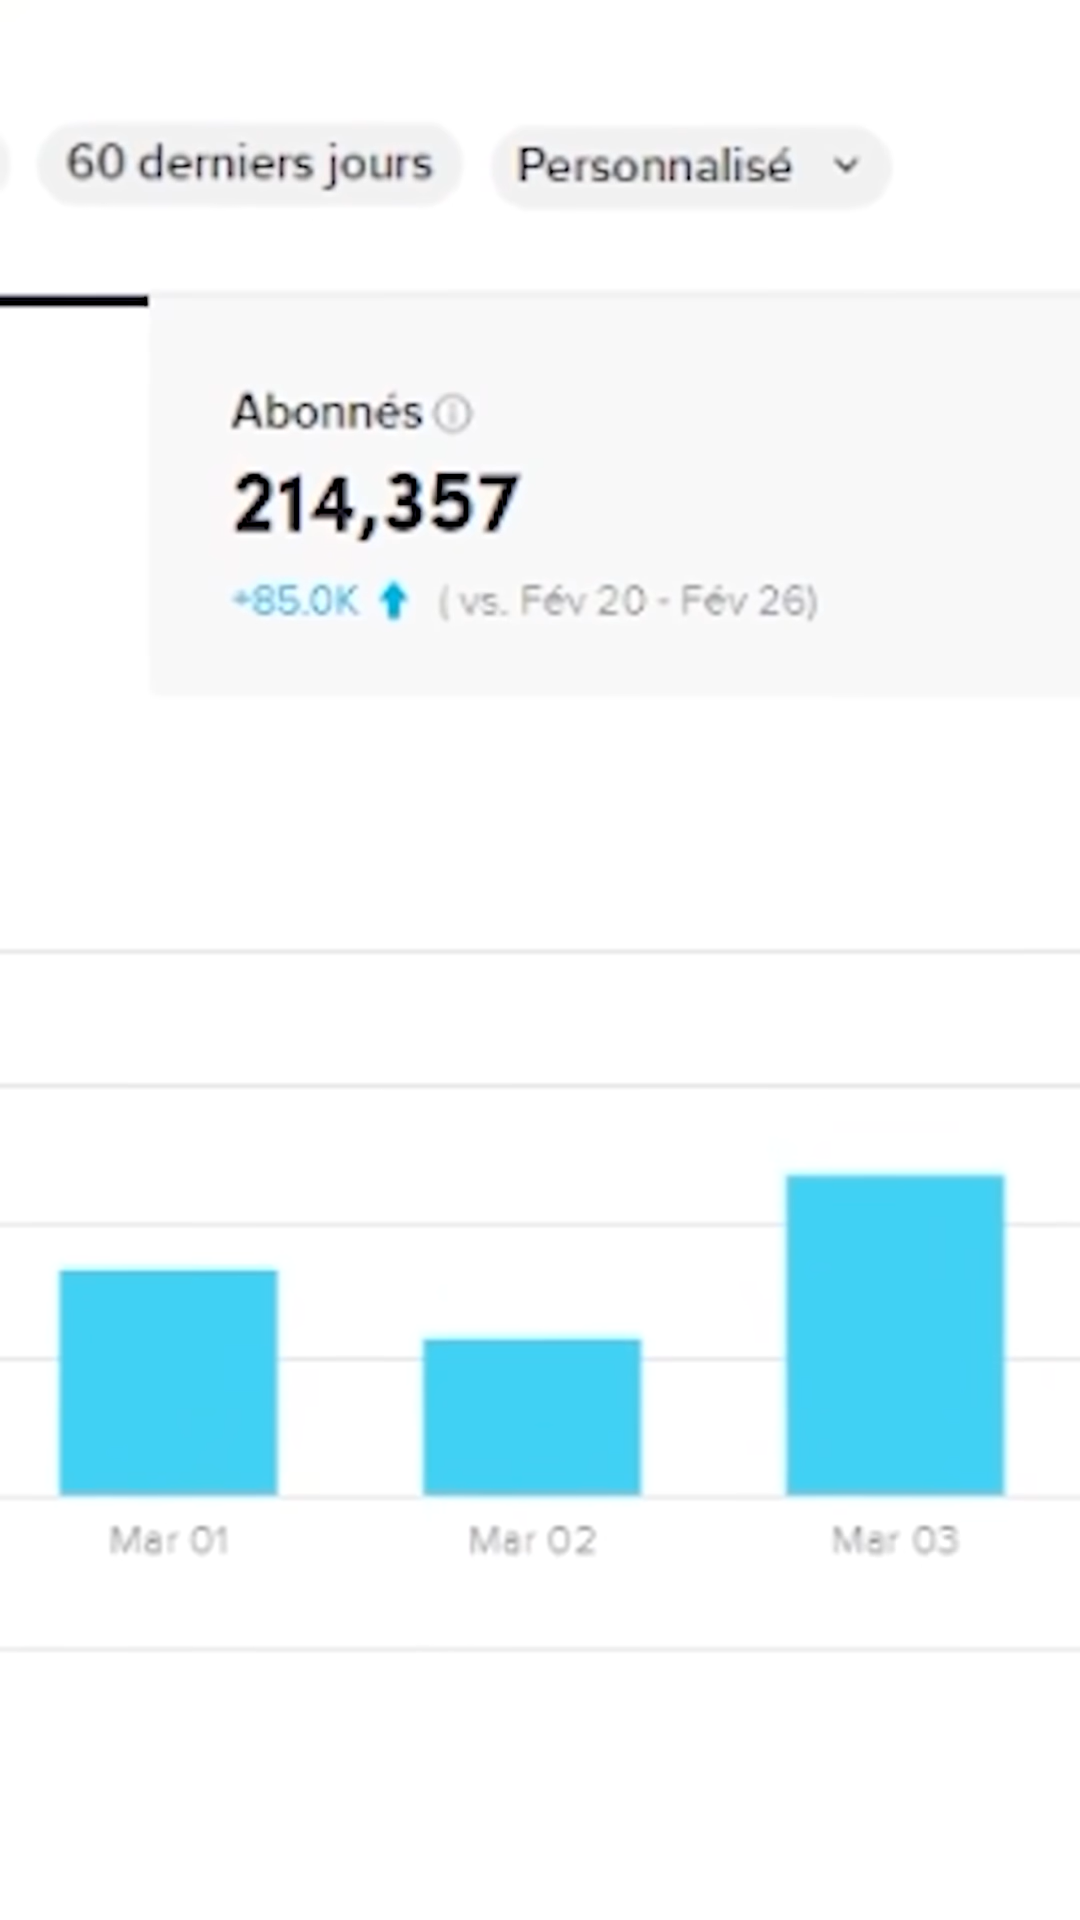 60 derniers jours
Personnalisé
Abonnés
214,357
+85.0K ( vs. Fév 20 - Fév 26)
Mar 01
Mar 02
Mar 03